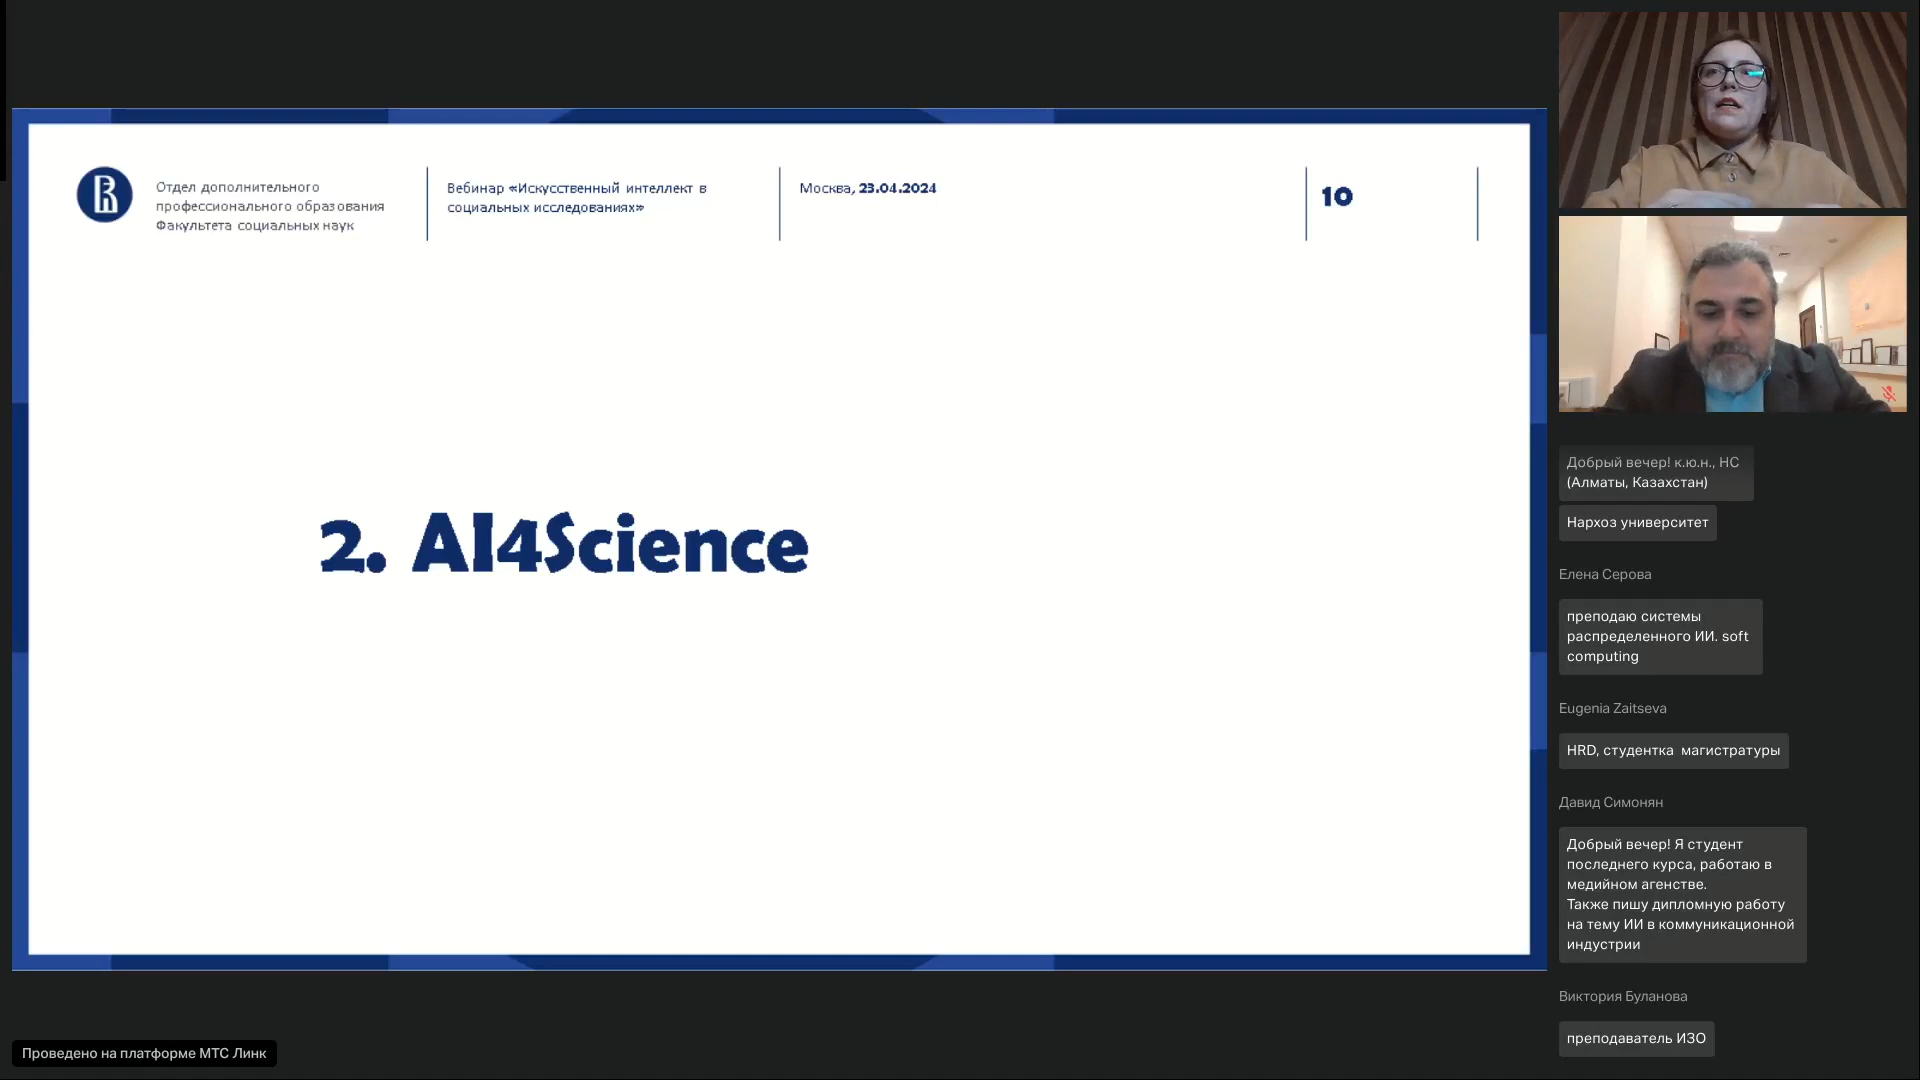 Отдел дополнительного
профессионального образования
Факультета социальных наук
Вебинар «Искусственный интеллект в
социальных исследованиях»
Москва, 23.04.2024
10
2. AI4Science
Добрый вечер! к.ю.н., НС
(Алматы, Казахстан)
Нархоз университет
Елена Серова
преподаю системы
распределенного ИИ. soft
computing
Eugenia Zaitseva
HRD, студентка магистратуры
Давид Симонян
Добрый вечер! Я студент
последнего курса, работаю в
медийном агенстве.
Также пишу дипломную работу
на тему ИИ в коммуникационной
индустрии
Виктория Буланова
преподаватель ИЗО
Проведено на платформе МТС Линк